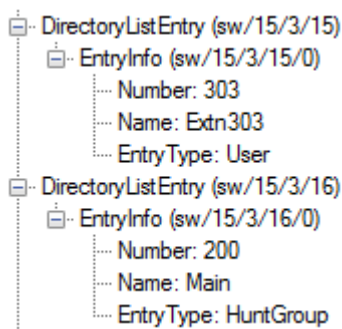 DirectoryListEntry (sw/15/3/15)
EntryInfo (sw/15/3/15/0)
Number: 303
Name: Extn303
EntryType: User
DirectoryListEntry (sw/15/3/16)
EntryInfo (sw/15/3/16/0)
Number: 200
Name: Main
EntryType: HuntGroup